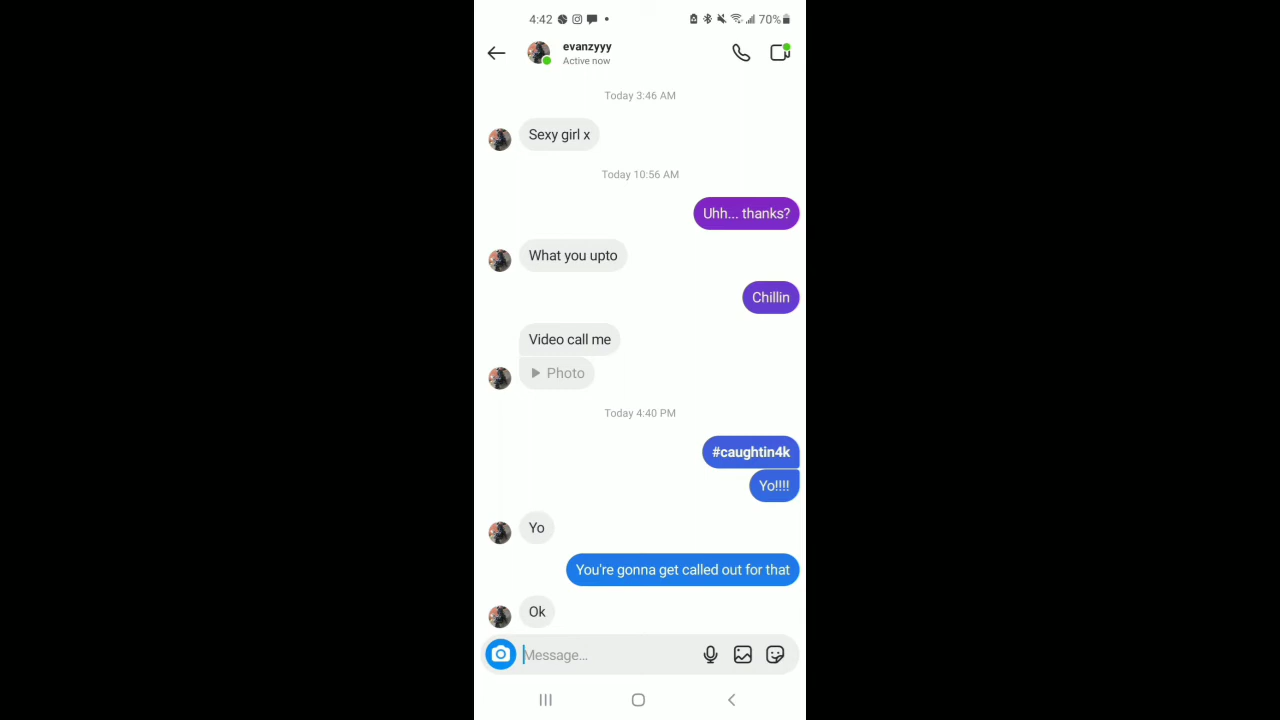 4:42 70%
evanzyyy
Active now
Today 3:46 AM
Sexy girl x
Today 10:56 AM
Uhh... thanks?
What you upto
Chillin
Video call me
Photo
Today 4:40 PM
#caughtin4k
Yo!!!!
Yo
You're gonna get called out for that
Ok
Message...